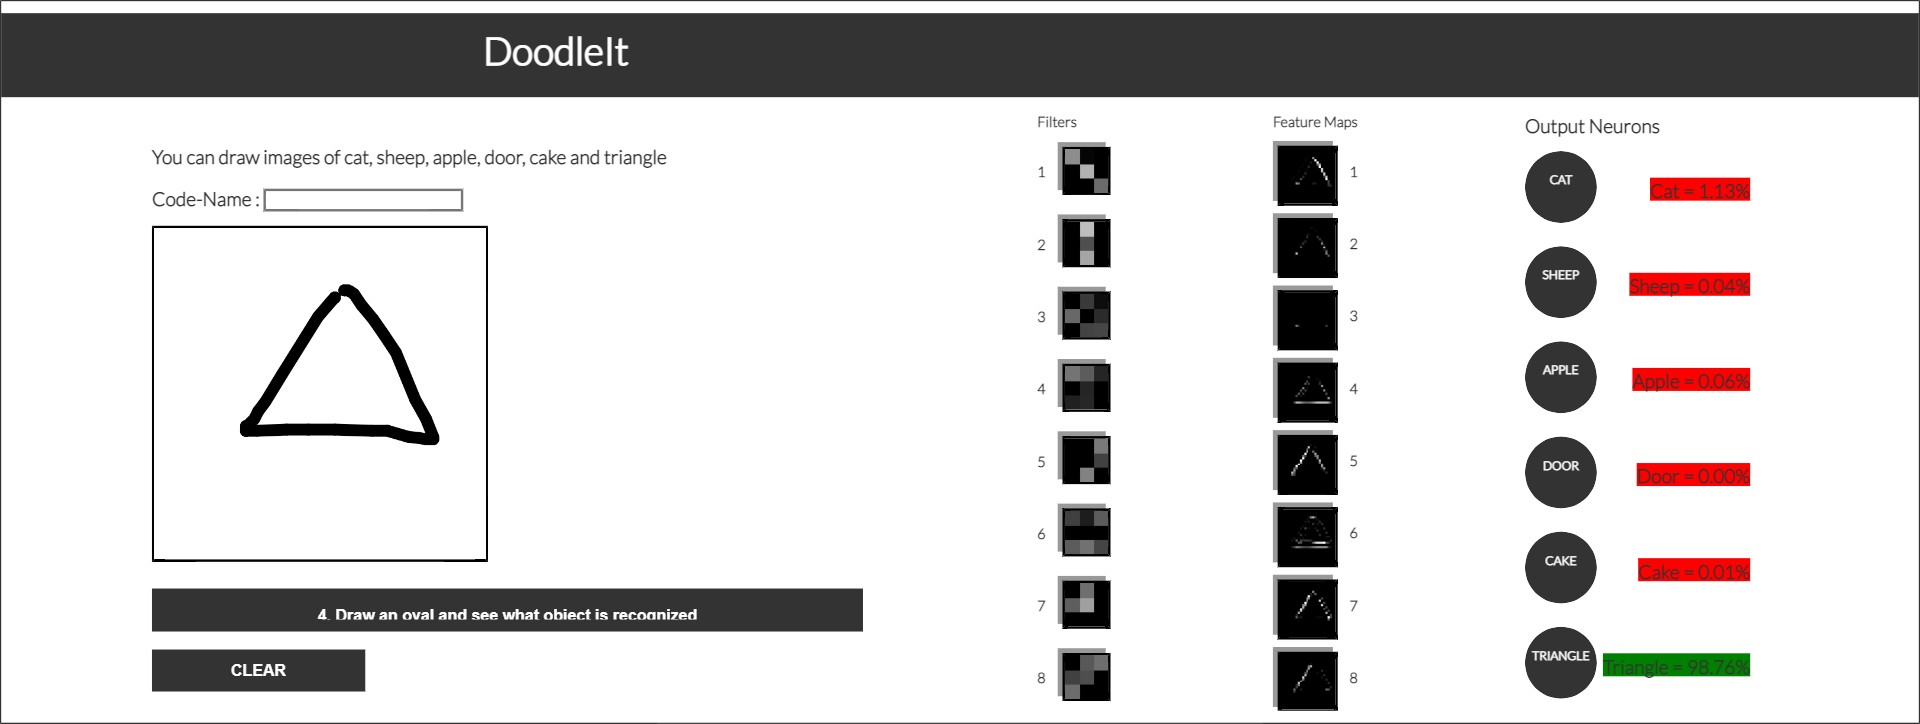 DoodleIt
You can draw images of cat, sheep, apple, door, cake and triangle
Code-Name :
4. Draw an oval and see what object is recognized
CLEAR
Filters
1
2
3
4
5
6
7
8
Feature Maps
1
2
3
4
5
6
7
8
Output Neurons
CAT
Cat = 1.13%
SHEEP
Sheep = 0.04%
APPLE
Apple = 0.06%
DOOR
Door = 0.00%
CAKE
Cake = 0.01%
TRIANGLE
Triangle = 98.76%